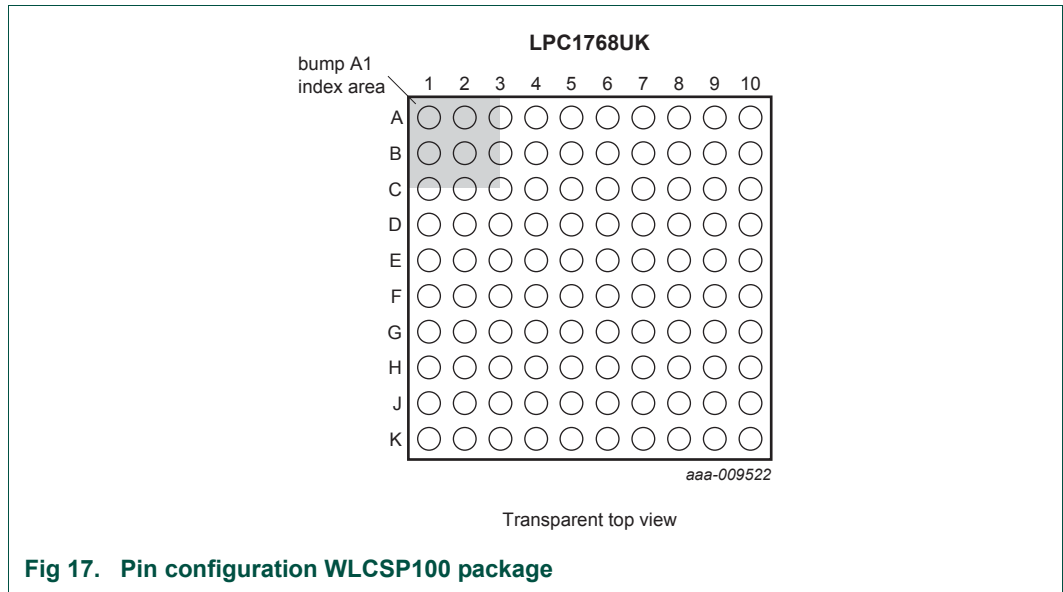 LPC1768UK
bump A1
index area
1 2 3 4 5 6 7 8 9 10
A
B
C
D
E
F
G
H
J
K
aaa-009522
Transparent top view
Fig 17. Pin configuration WLCSP100 package